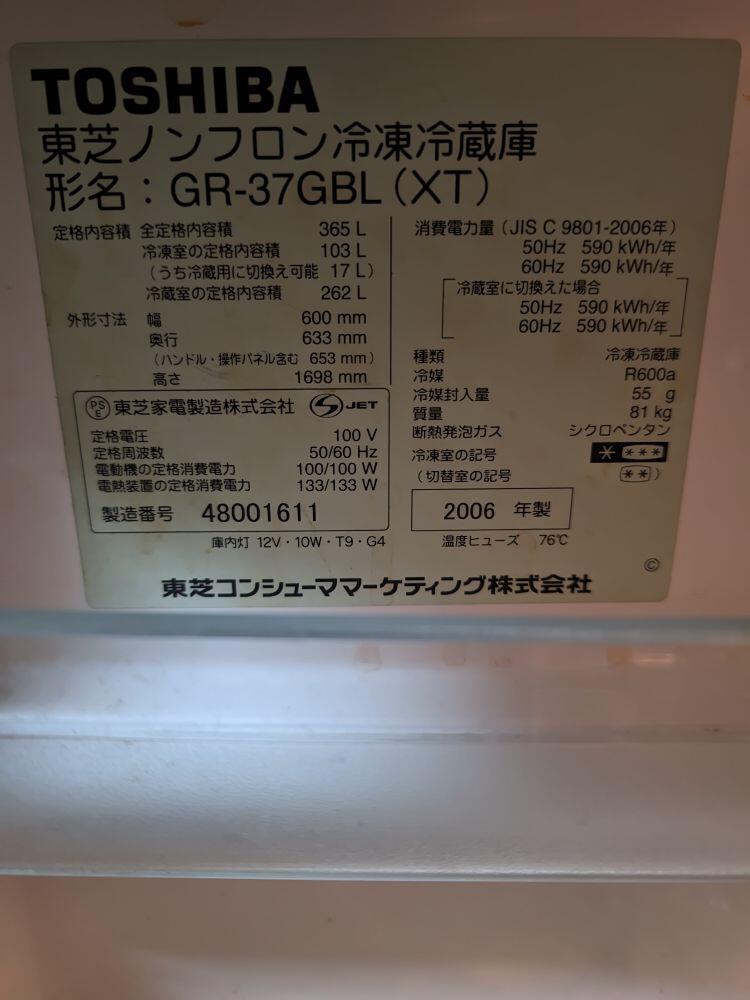 TOSHIBA
東芝ノンフロン冷凍冷蔵庫
形名：GR-37GBL（XT）
定格内容積 全定格内容積 365 L
冷凍室の定格内容積 103 L
（うち冷蔵用に切換え可能 17 L）
冷蔵室の定格内容積 262 L
外形寸法 幅 600 mm
奥行 633 mm
（ハンドル・操作パネル含む 653 mm）
高さ 1698 mm
PS E 東芝家電製造株式会社 S JET
定格電圧 100 V
定格周波数 50/60 Hz
電動機の定格消費電力 100/100 W
電熱装置の定格消費電力 133/133 W
製造番号 48001611
庫内灯 12V・10W・T9・G4
消費電力量（JIS C 9801-2006年）
50Hz 590 kWh/年
60Hz 590 kWh/年
冷蔵室に切換えた場合
50Hz 590 kWh/年
60Hz 590 kWh/年
種類 冷凍冷蔵庫
冷媒 R600a
冷媒封入量 55 g
質量 81 kg
断熱発泡ガス シクロペンタン
冷凍室の記号 * ***
（切替室の記号 **）
2006 年製
温度ヒューズ 76℃
©
東芝コンシューママーケティング株式会社